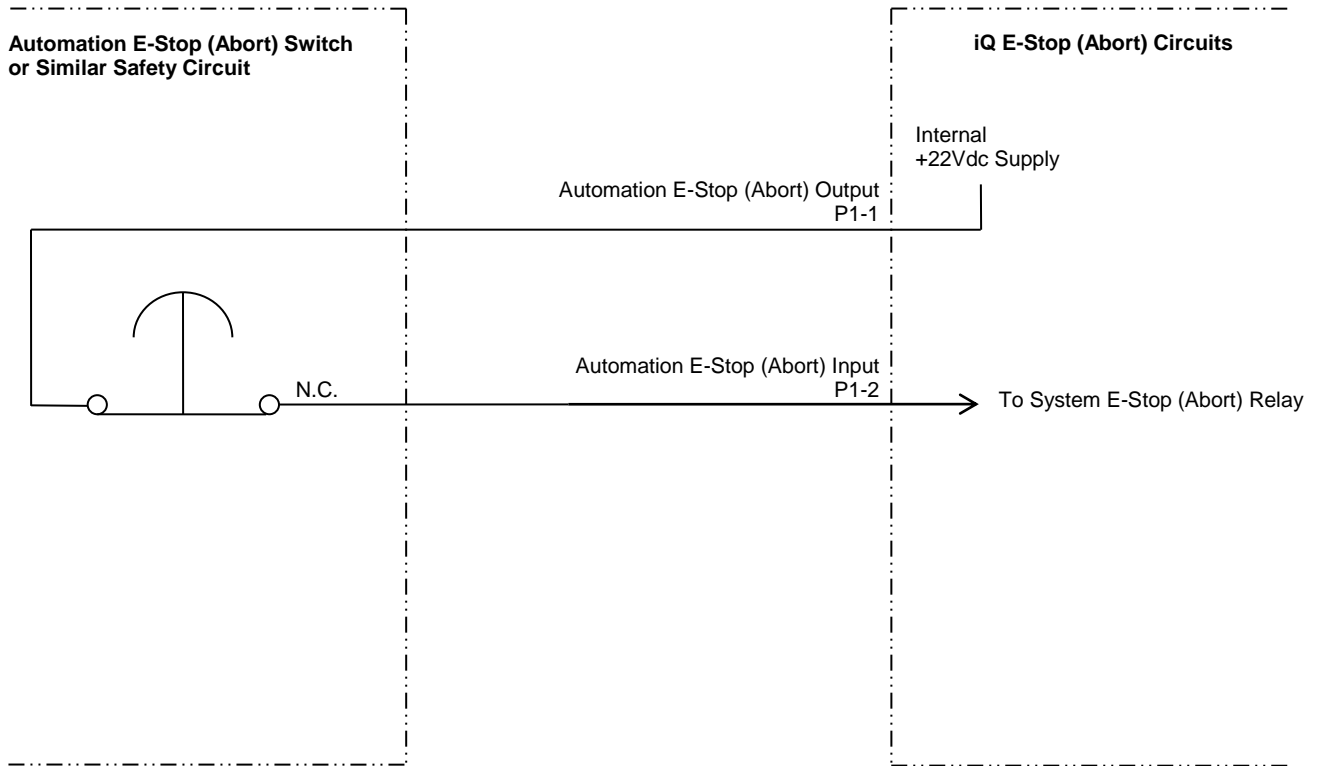 Automation E-Stop (Abort) Switch
or Similar Safety Circuit
iQ E-Stop (Abort) Circuits
Internal
+22Vdc Supply
Automation E-Stop (Abort) Output
P1-1
Automation E-Stop (Abort) Input
P1-2
N.C.
To System E-Stop (Abort) Relay